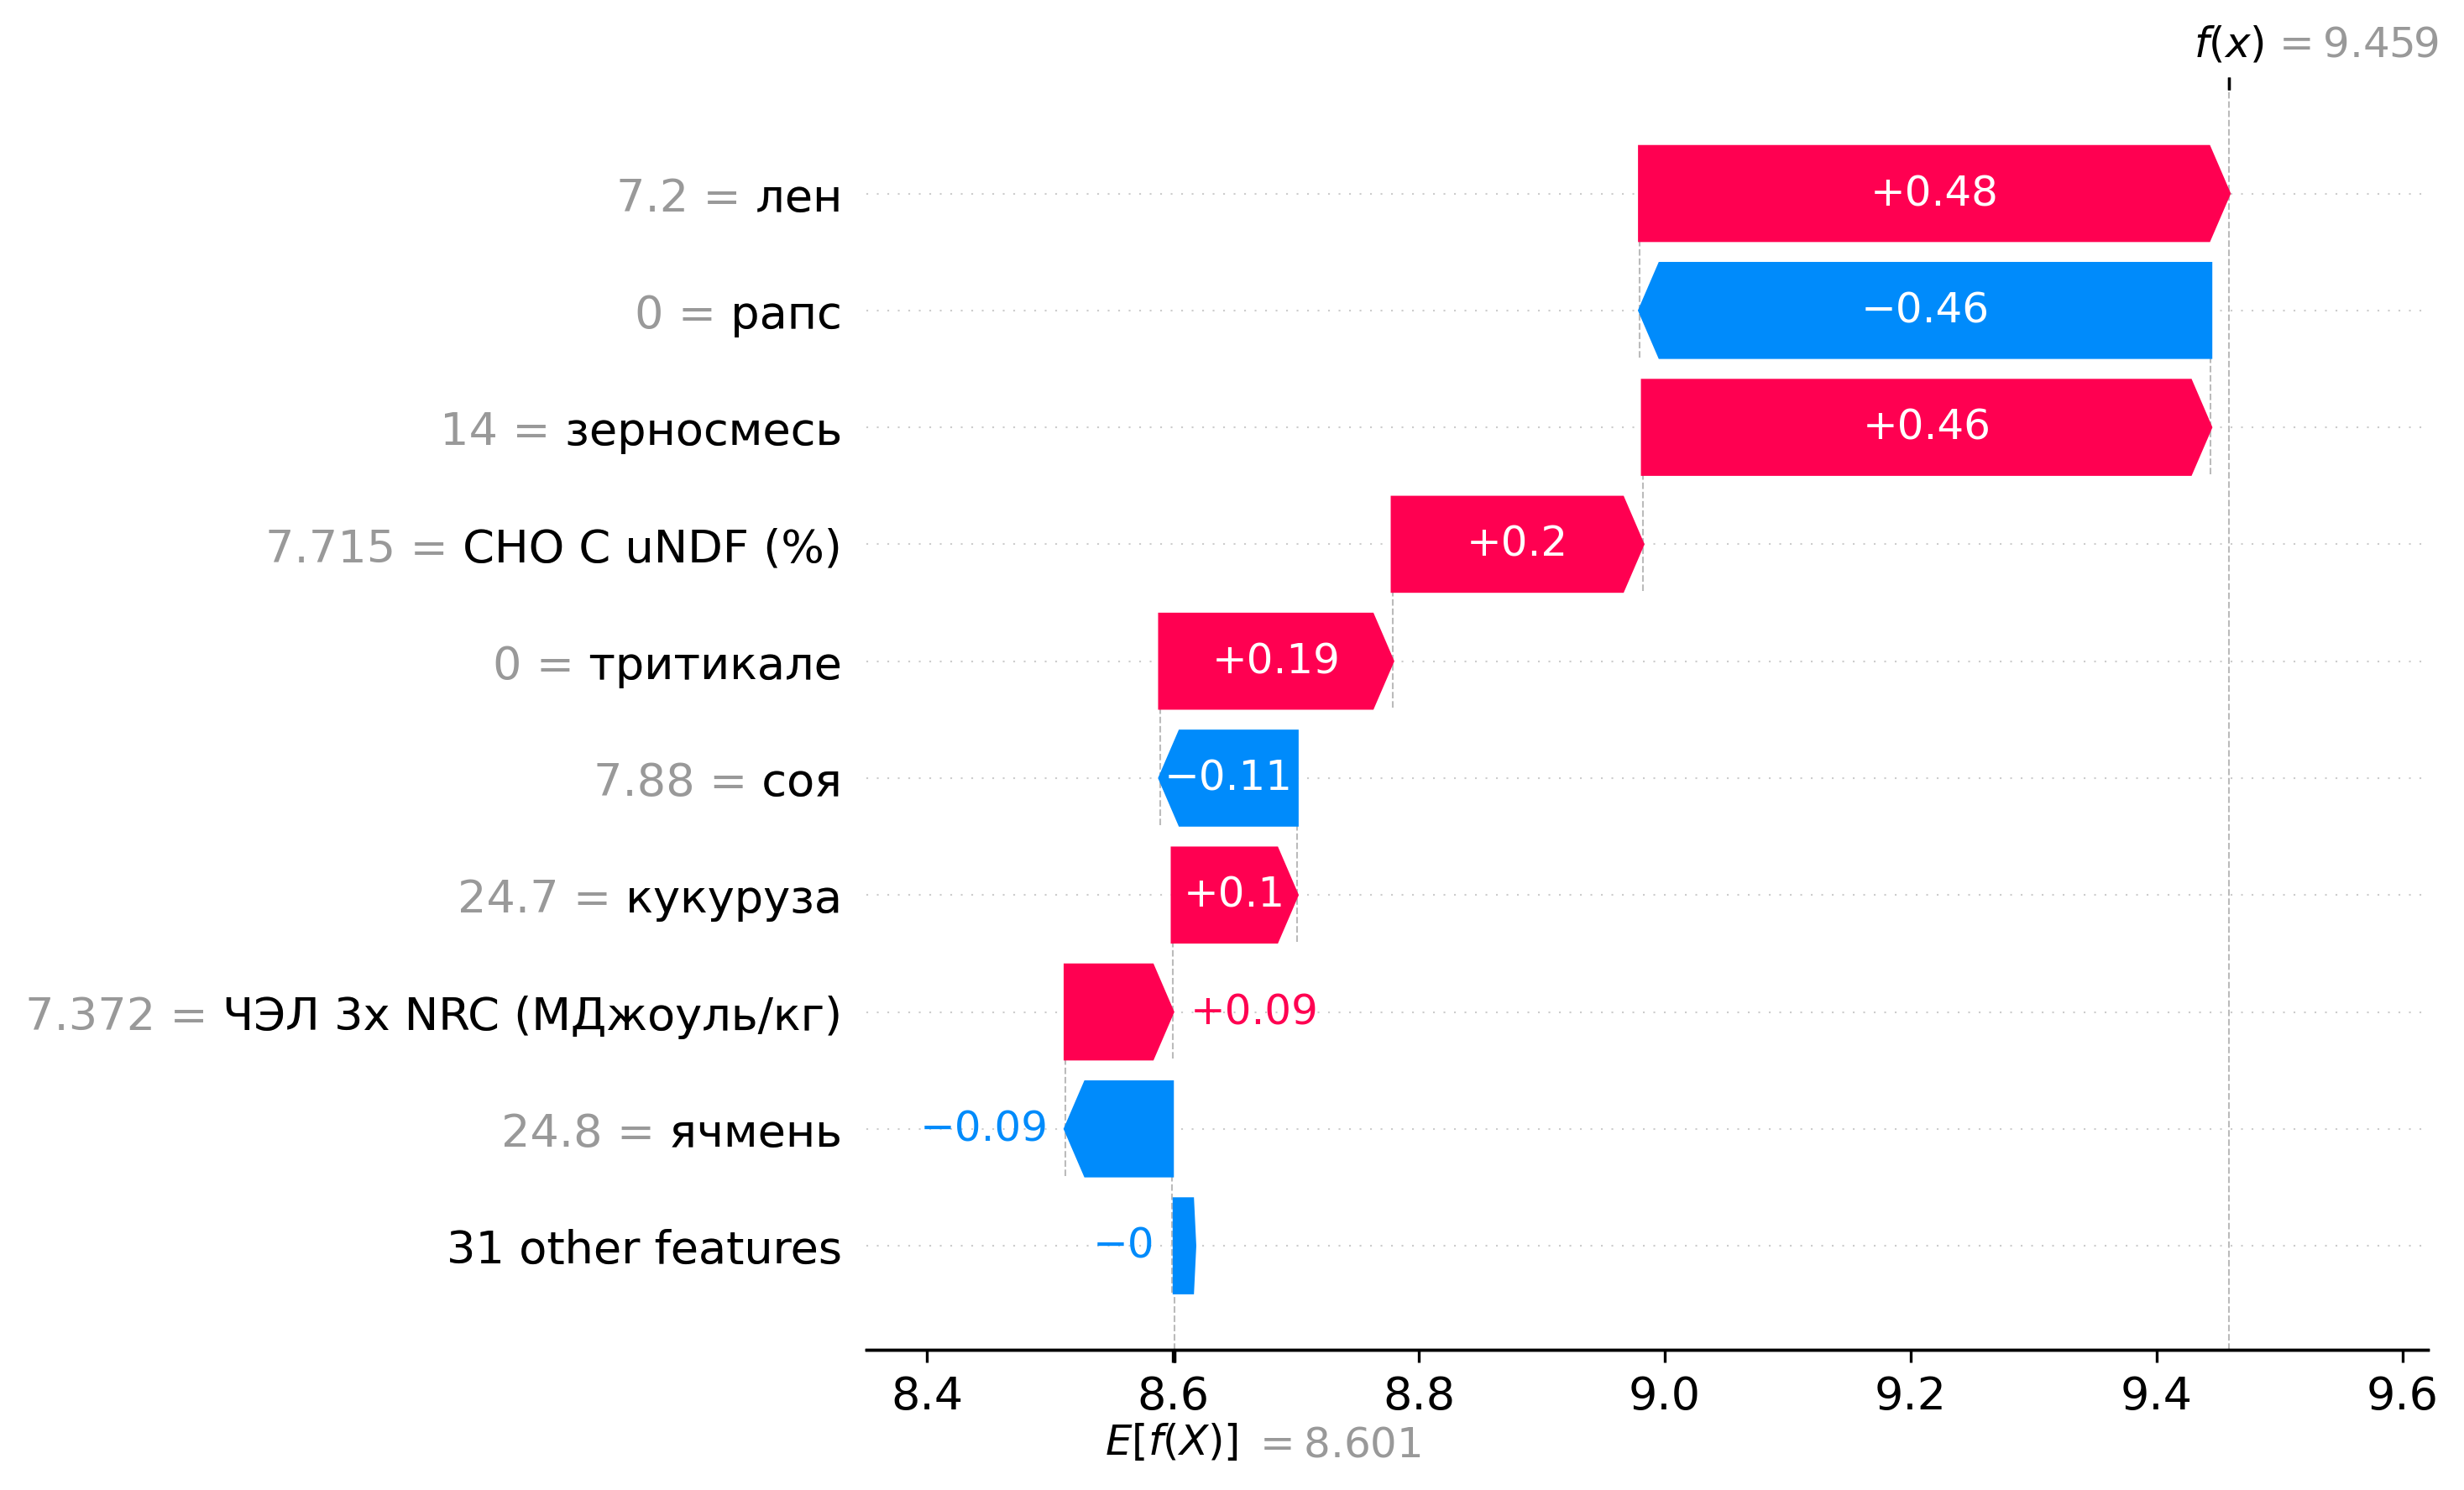 f(x) = 9.459
7.2 = лен
+0.48
0 = рапс
−0.46
14 = зерносмесь
+0.46
7.715 = CHO C uNDF (%)
+0.2
0 = тритикале
+0.19
7.88 = соя
−0.11
24.7 = кукуруза
+0.1
7.372 = ЧЭЛ 3x NRC (МДжоуль/кг)
+0.09
24.8 = ячмень
−0.09
31 other features
−0
8.4 8.6 8.8 9.0 9.2 9.4 9.6
E[f(X)] = 8.601